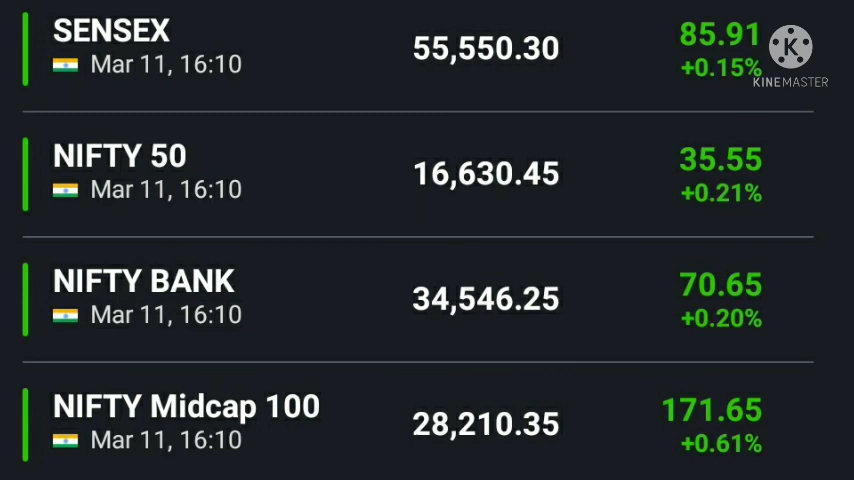 SENSEX
Mar 11, 16:10
55,550.30
85.91
+0.15%
K
KINEMASTER
NIFTY 50
Mar 11, 16:10
16,630.45
35.55
+0.21%
NIFTY BANK
Mar 11, 16:10
34,546.25
70.65
+0.20%
NIFTY Midcap 100
Mar 11, 16:10
28,210.35
171.65
+0.61%